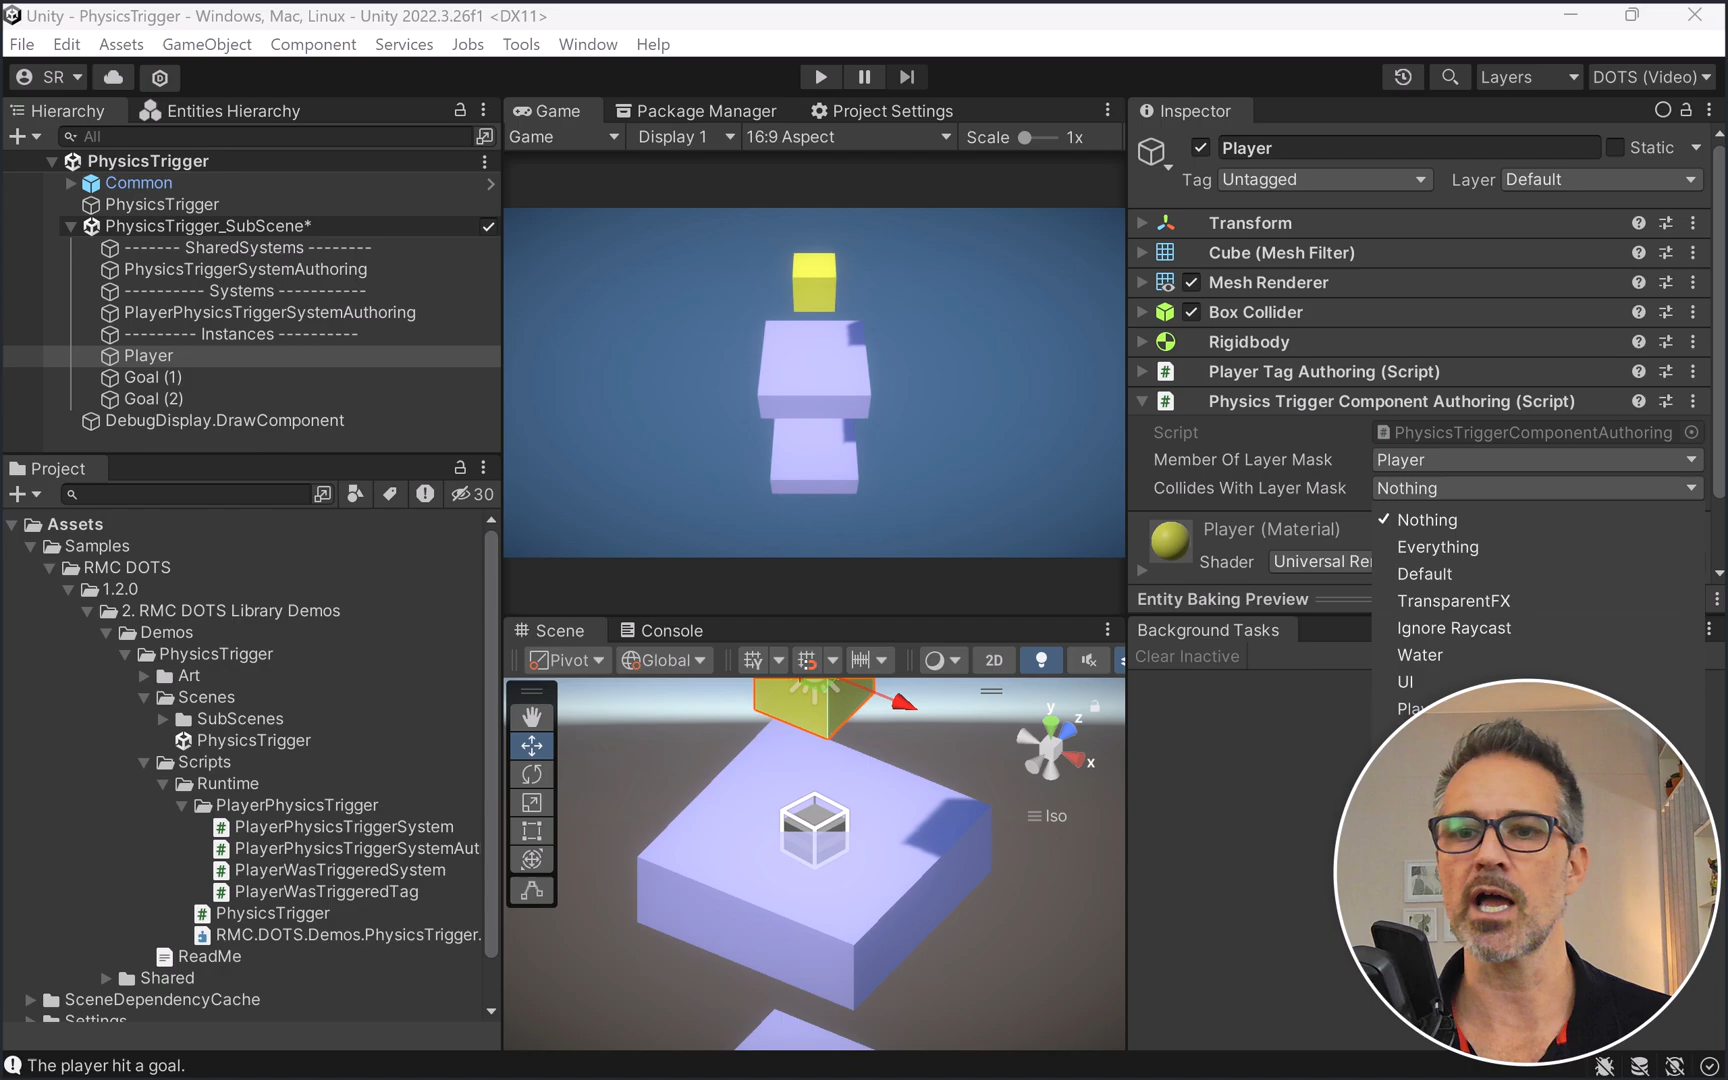 Unity - PhysicsTrigger - Windows, Mac, Linux - Unity 2022.3.26f1 <DX11>
File Edit Assets GameObject Component Services Jobs Tools Window Help
SR Layers DOTS (Video)
Hierarchy Entities Hierarchy
All
PhysicsTrigger
Common
PhysicsTrigger
PhysicsTrigger_SubScene*
------- SharedSystems --------
PhysicsTriggerSystemAuthoring
---------- Systems -----------
PlayerPhysicsTriggerSystemAuthoring
--------- Instances ----------
Player
Goal (1)
Goal (2)
DebugDisplay.DrawComponent
Project
30
Assets
Samples
RMC DOTS
1.2.0
2. RMC DOTS Library Demos
Demos
PhysicsTrigger
Art
Scenes
SubScenes
PhysicsTrigger
Scripts
Runtime
PlayerPhysicsTrigger
PlayerPhysicsTriggerSystem
PlayerPhysicsTriggerSystemAut
PlayerWasTriggeredSystem
PlayerWasTriggeredTag
PhysicsTrigger
RMC.DOTS.Demos.PhysicsTrigger.
ReadMe
Shared
SceneDependencyCache
Settings
The player hit a goal.
Game Package Manager Project Settings
Game Display 1 16:9 Aspect Scale 1x
Scene Console
Pivot Global 2D
y
z
x
Iso
Inspector
Player Static
Tag Untagged Layer Default
Transform
Cube (Mesh Filter)
Mesh Renderer
Box Collider
Rigidbody
Player Tag Authoring (Script)
Physics Trigger Component Authoring (Script)
Script PhysicsTriggerComponentAuthoring
Member Of Layer Mask Player
Collides With Layer Mask Nothing
Player (Material)
Shader Universal Re
Entity Baking Preview
Background Tasks
Clear Inactive
Nothing
Everything
Default
TransparentFX
Ignore Raycast
Water
UI